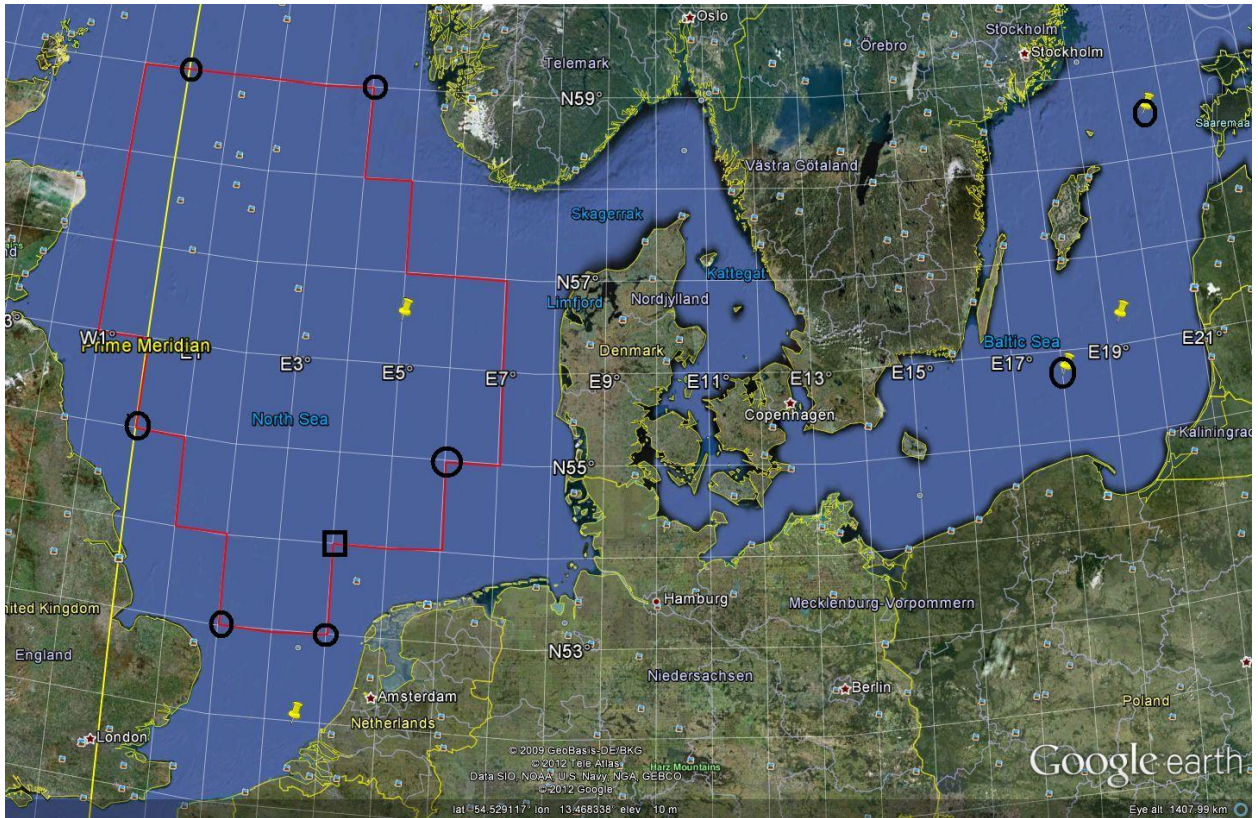 Oslo
Stockholm
Örebro
Stockholm
Telemark
N59°
Saaremaa
Västra Götaland
Skagerrak
Kattegat
N57°
Limfjord
Nordjylland
W1°
Prime Meridian
E3°
E5°
E7°
Denmark
E9°
E11°
E13°
E15°
E17°
Baltic Sea
E19°
E21°
Copenhagen
North Sea
Kaliningrad
N55°
Hamburg
Mecklenburg-Vorpommern
nited Kingdom
England
N53°
Niedersachsen
Berlin
Amsterdam
Netherlands
Poland
London
© 2009 GeoBasis-DE/BKG
© 2012 Tele Atlas
Data SIO, NOAA, U.S. Navy, NGA, GEBCO
©2012 Google
Harz Mountains
Google earth
lat 54.529117° lon 13.468338° elev 10 m
Eye alt 1407.99 km